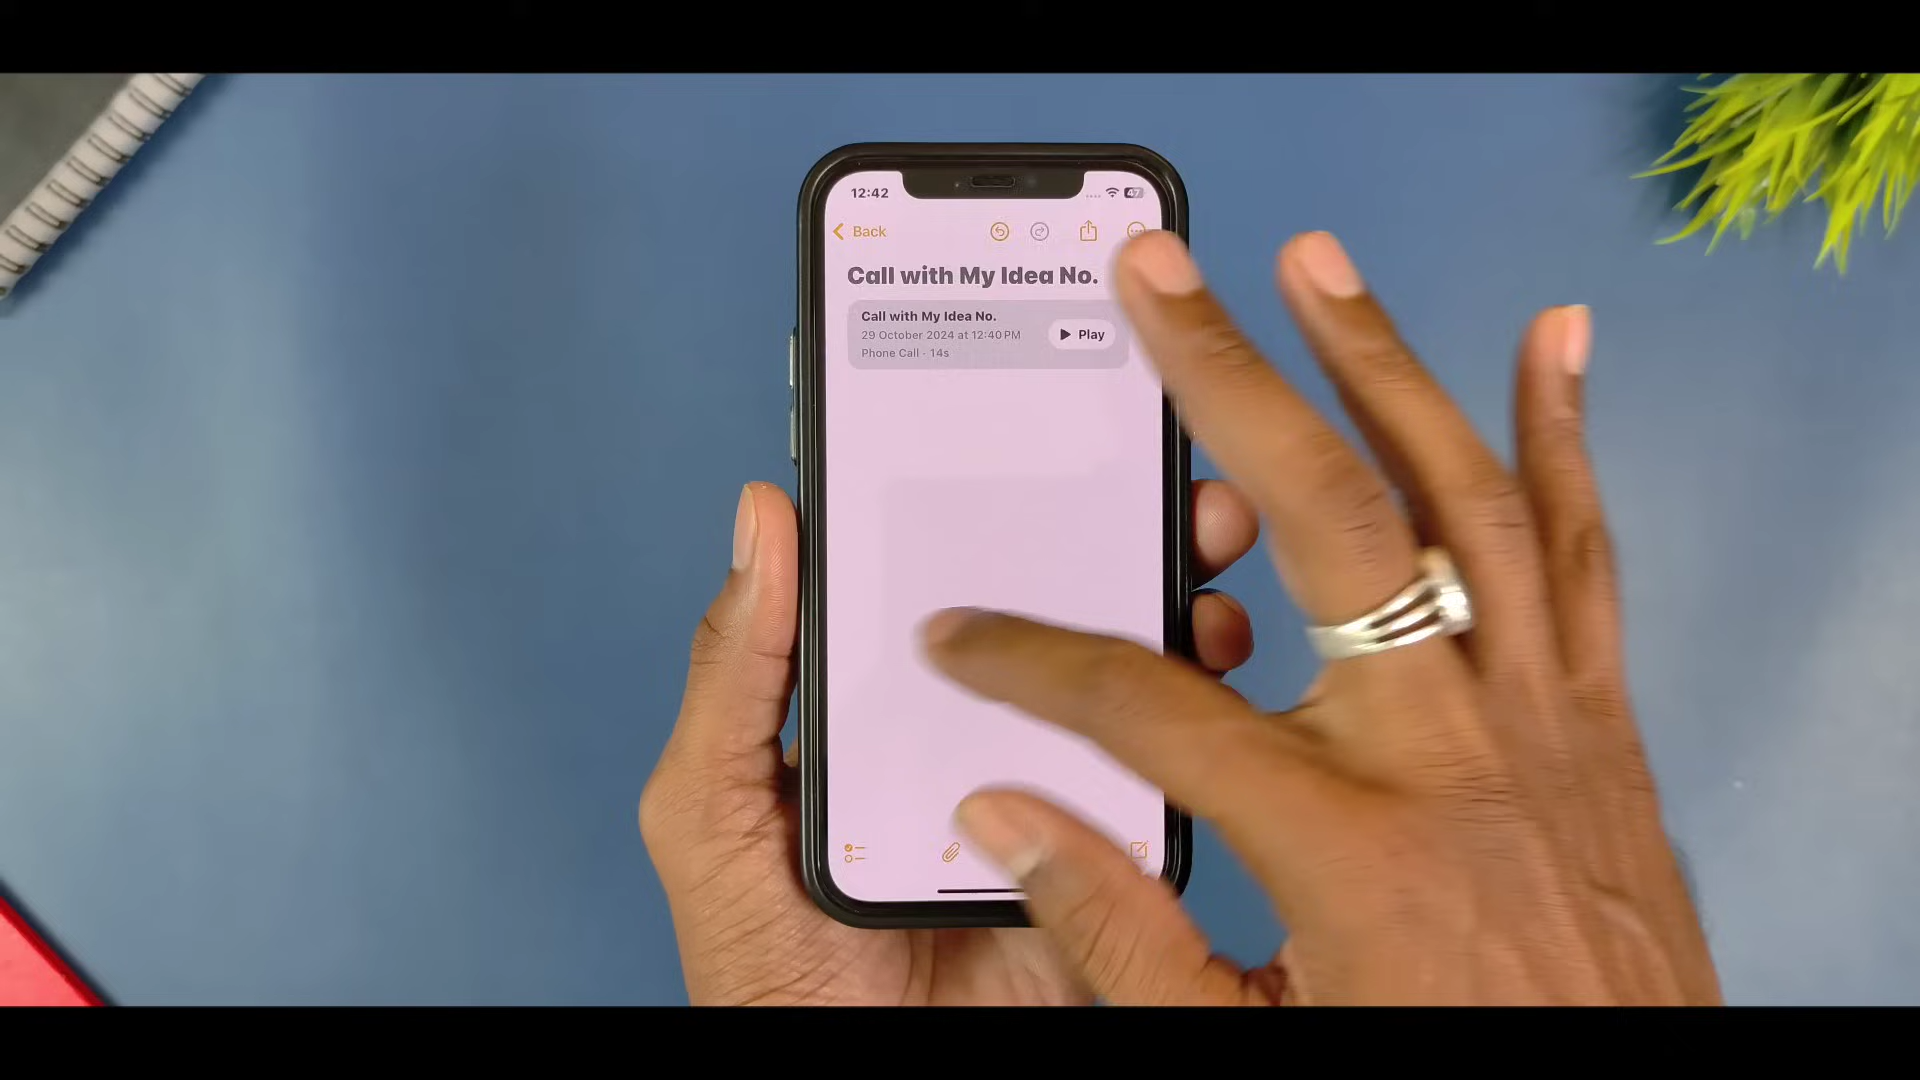 12:42
47
Back
Call with My Idea No.
Call with My Idea No.
29 October 2024 at 12:40 PM
Play
Phone Call - 14s